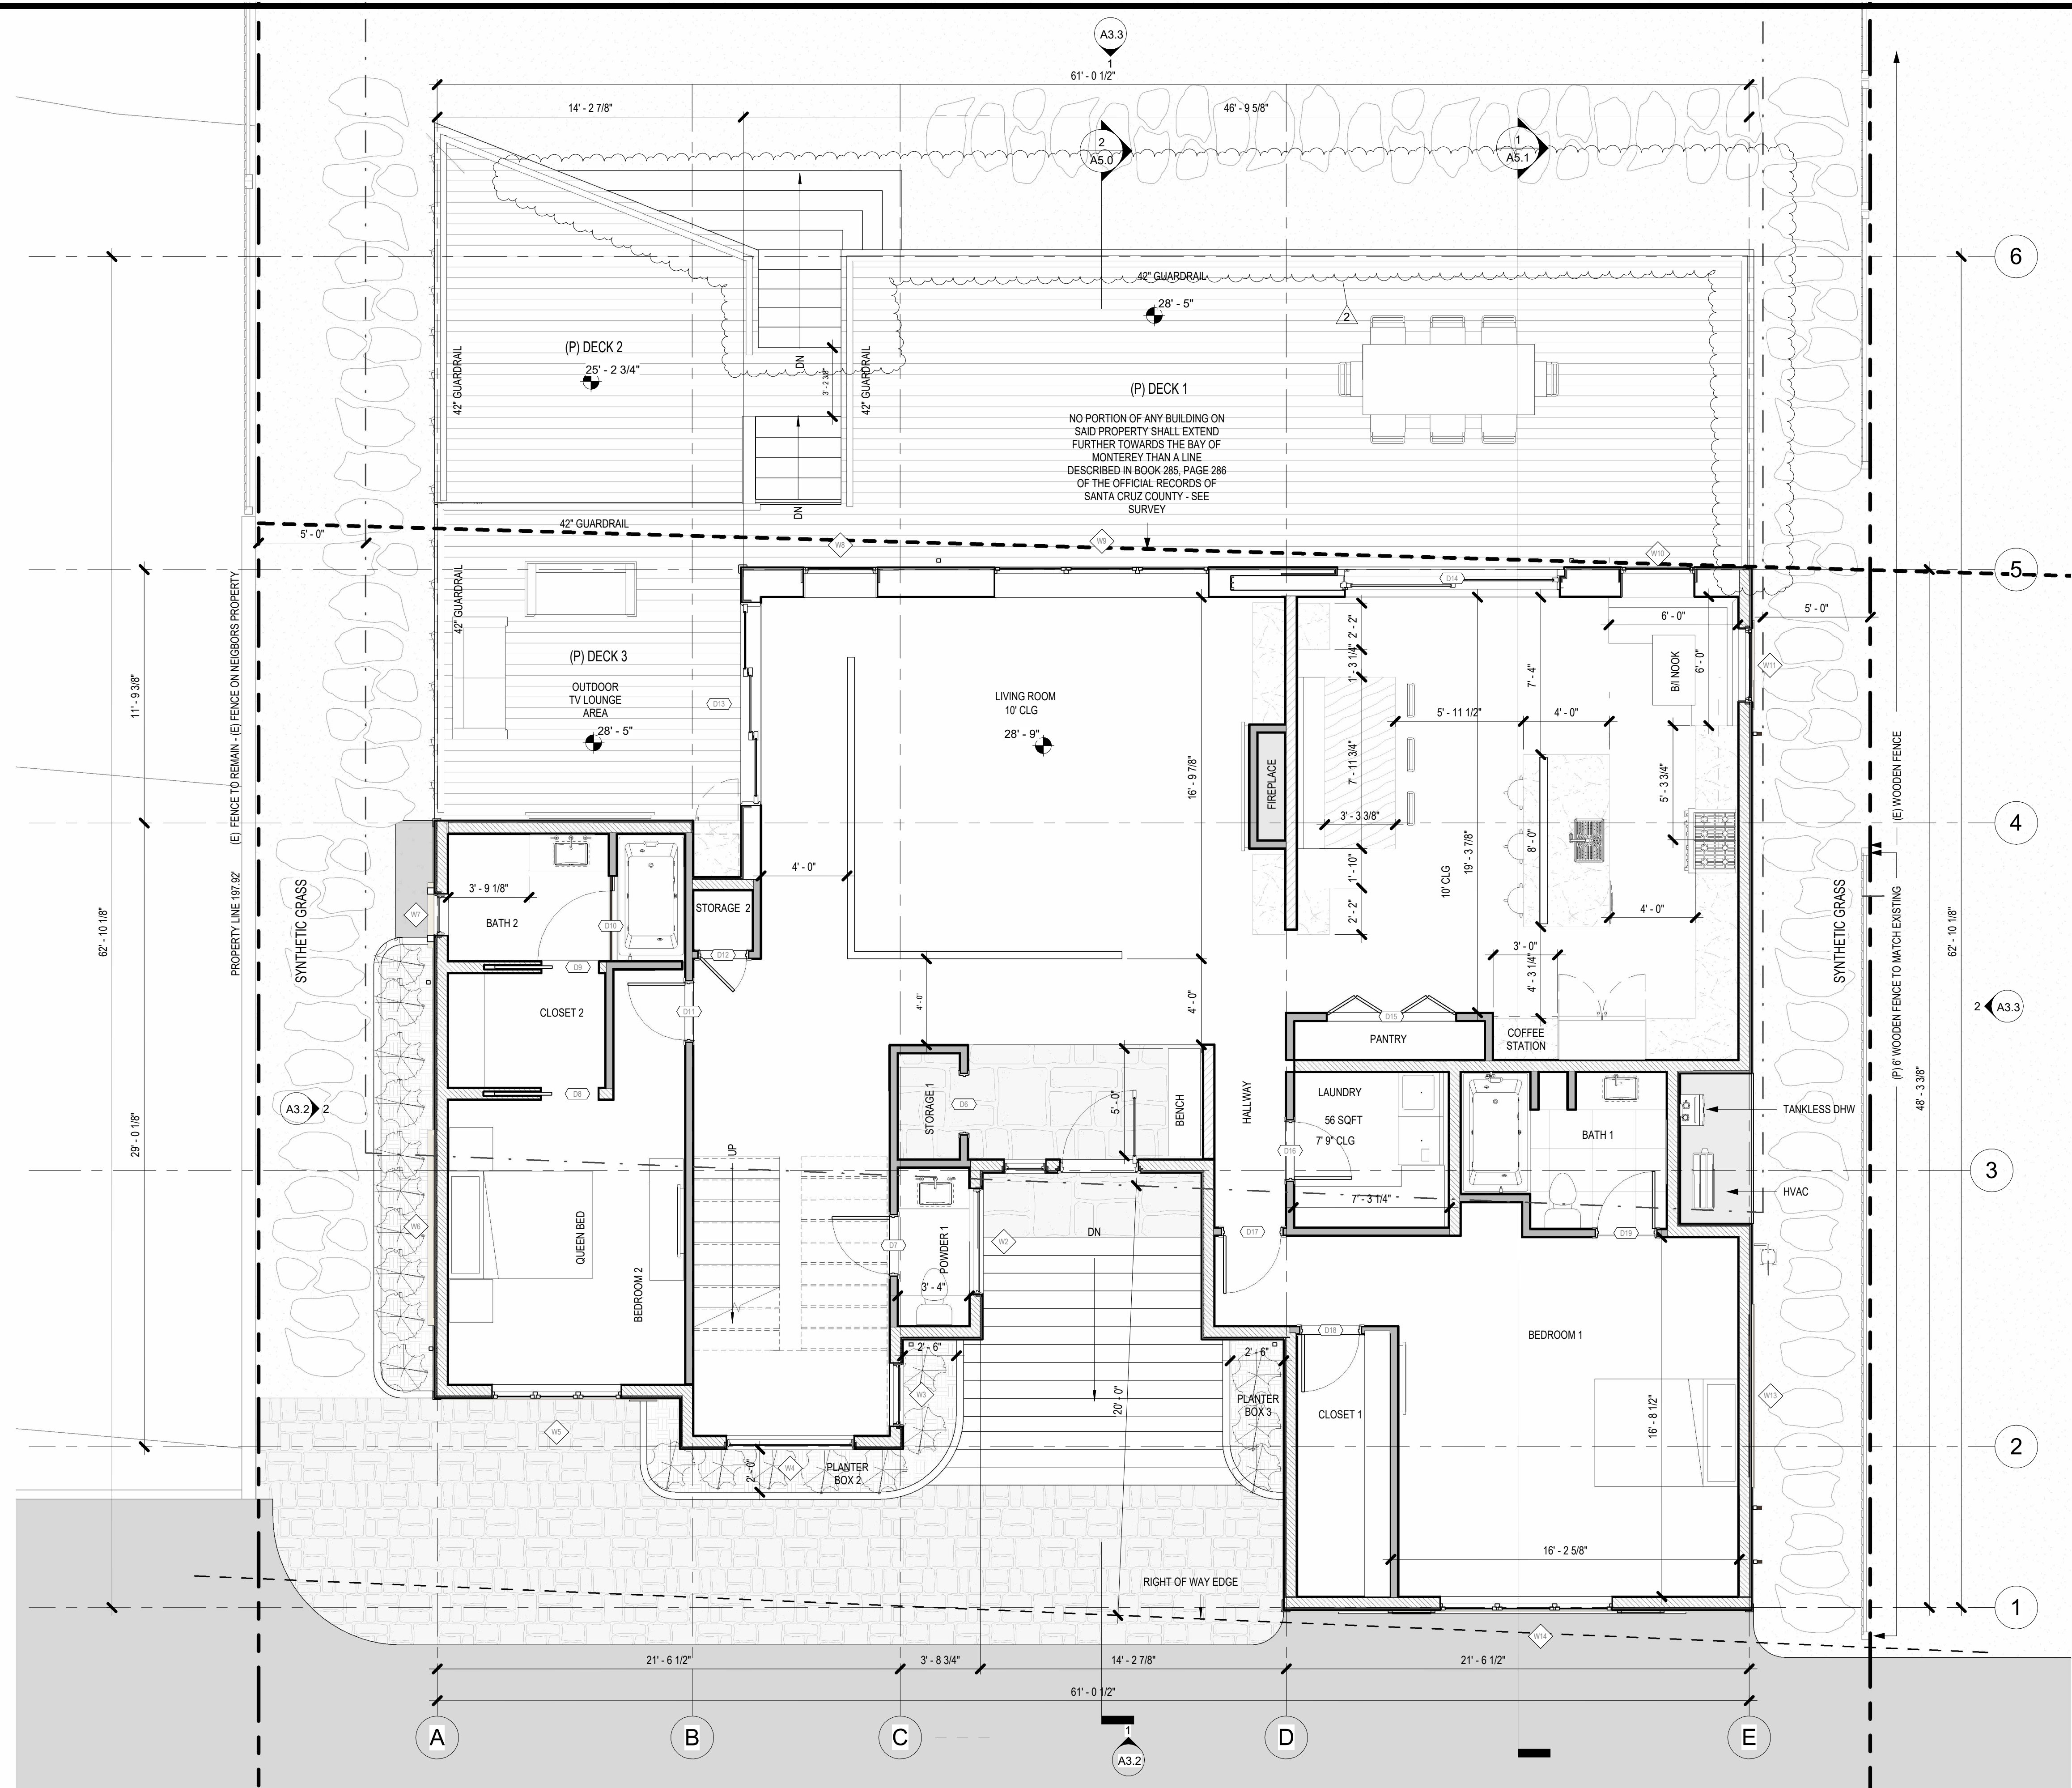 A3.3
1
61' - 0 1/2"
14' - 2 7/8"
46' - 9 5/8"
2
A5.0
1
A5.1
6
42" GUARDRAIL
28' - 5"
2
(P) DECK 2
25' - 2 3/4"
42" GUARDRAIL
DN
3' - 2 3/8"
42" GUARDRAIL
(P) DECK 1
NO PORTION OF ANY BUILDING ON
SAID PROPERTY SHALL EXTEND
FURTHER TOWARDS THE BAY OF
MONTEREY THAN A LINE
DESCRIBED IN BOOK 285, PAGE 286
OF THE OFFICIAL RECORDS OF
SANTA CRUZ COUNTY - SEE
SURVEY
DN
42" GUARDRAIL
5' - 0"
W8
W9
W10
5
D14
42" GUARDRAIL
(P) DECK 3
OUTDOOR
TV LOUNGE
AREA
28' - 5"
D13
LIVING ROOM
10' CLG
28' - 9"
16' - 9 7/8"
FIREPLACE
2' - 2"
1' - 3 1/4"
7' - 11 3/4"
3' - 3 3/8"
1' - 10"
2' - 2"
5' - 11 1/2"
4' - 0"
7' - 4"
19' - 3 7/8"
10' CLG
8' - 0"
6' - 0"
B/I NOOK
6' - 0"
W11
5' - 0"
5' - 3 3/4"
4' - 0"
3' - 0"
4' - 3 1/4"
4
11' - 9 3/8"
62' - 10 1/8"
29' - 0 1/8"
PROPERTY LINE 197.92'
(E) FENCE TO REMAIN - (E) FENCE ON NEIGBORS PROPERTY
SYNTHETIC GRASS
W7
3' - 9 1/8"
BATH 2
D10
STORAGE 2
D12
4' - 0"
D9
CLOSET 2
D11
D8
4' - 0"
4' - 0"
A3.2
2
W6
QUEEN BED
BEDROOM 2
UP
STORAGE 1
D6
5' - 0"
BENCH
HALLWAY
PANTRY
D15
COFFEE
STATION
LAUNDRY
56 SQFT
7' 9" CLG
D16
7' - 3 1/4"
BATH 1
D19
TANKLESS DHW
HVAC
SYNTHETIC GRASS
(E) WOODEN FENCE
(P) 6' WOODEN FENCE TO MATCH EXISTING
2
A3.3
48' - 3 3/8"
62' - 10 1/8"
3
D7
POWDER 1
3' - 4"
W2
DN
D17
2' - 6"
W3
2' - 6"
PLANTER
BOX 3
20' - 0"
D18
CLOSET 1
BEDROOM 1
16' - 8 1/2"
16' - 2 5/8"
W13
W5
W4
2' - 0"
PLANTER
BOX 2
2
RIGHT OF WAY EDGE
1
W14
21' - 6 1/2"
3' - 8 3/4"
14' - 2 7/8"
21' - 6 1/2"
61' - 0 1/2"
A
B
C
D
E
1
A3.2